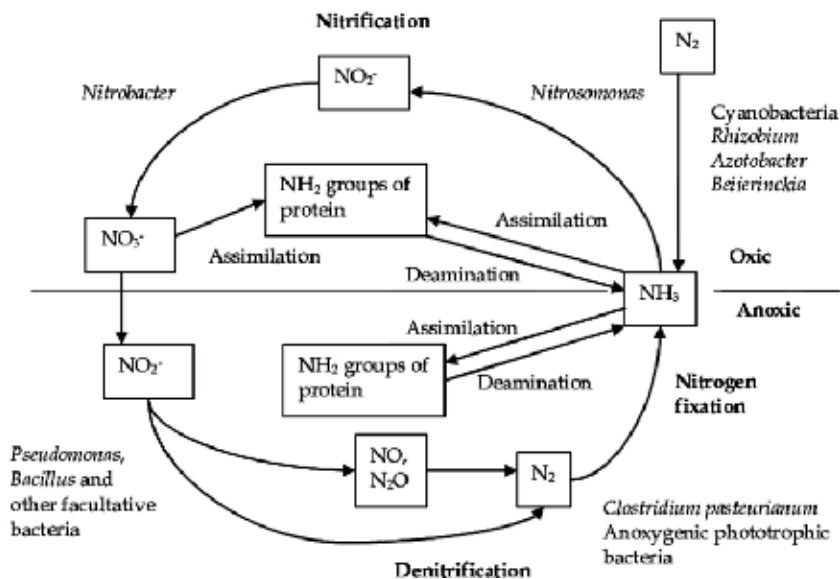 Nitrification
N₂
NO₂-
Nitrobacter
Nitrosomonas
Cyanobacteria
Rhizobium
Azotobacter
Beijerinckia
NH₂ groups of
protein
Assimilation
NO₃-
Assimilation
Deamination
Oxic
NH₃
Anoxic
Assimilation
NO₂-
NH₂ groups of
protein
Deamination
Nitrogen
fixation
Pseudomonas,
Bacillus and
other facultative
bacteria
NO,
N₂O
N₂
Clostridium pasteurianum
Anoxygenic phototrophic
bacteria
Denitrification